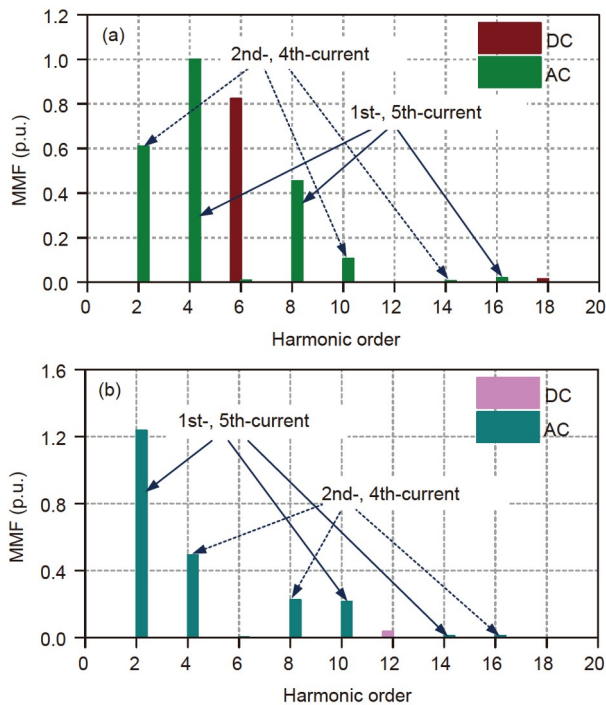 1.2
(a)
DC
1.0
2nd-, 4th-current
AC
0.8
1st-, 5th-current
0.6
MMF (p.u.)
0.4
0.2
0.0
0 2 4 6 8 10 12 14 16 18 20
Harmonic order
1.6
(b)
DC
1st-, 5th-current
AC
1.2
2nd-, 4th-current
0.8
MMF (p.u.)
0.4
0.0
0 2 4 6 8 10 12 14 16 18 20
Harmonic order